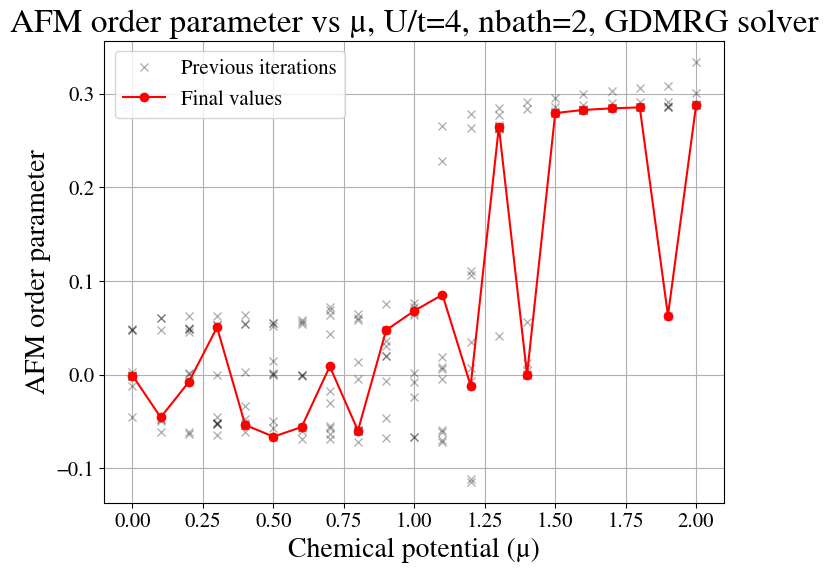 AFM order parameter vs µ, U/t=4, nbath=2, GDMRG solver
Previous iterations
Final values
AFM order parameter
0.3
0.2
0.1
0.0
−0.1
0.00 0.25 0.50 0.75 1.00 1.25 1.50 1.75 2.00
Chemical potential (µ)